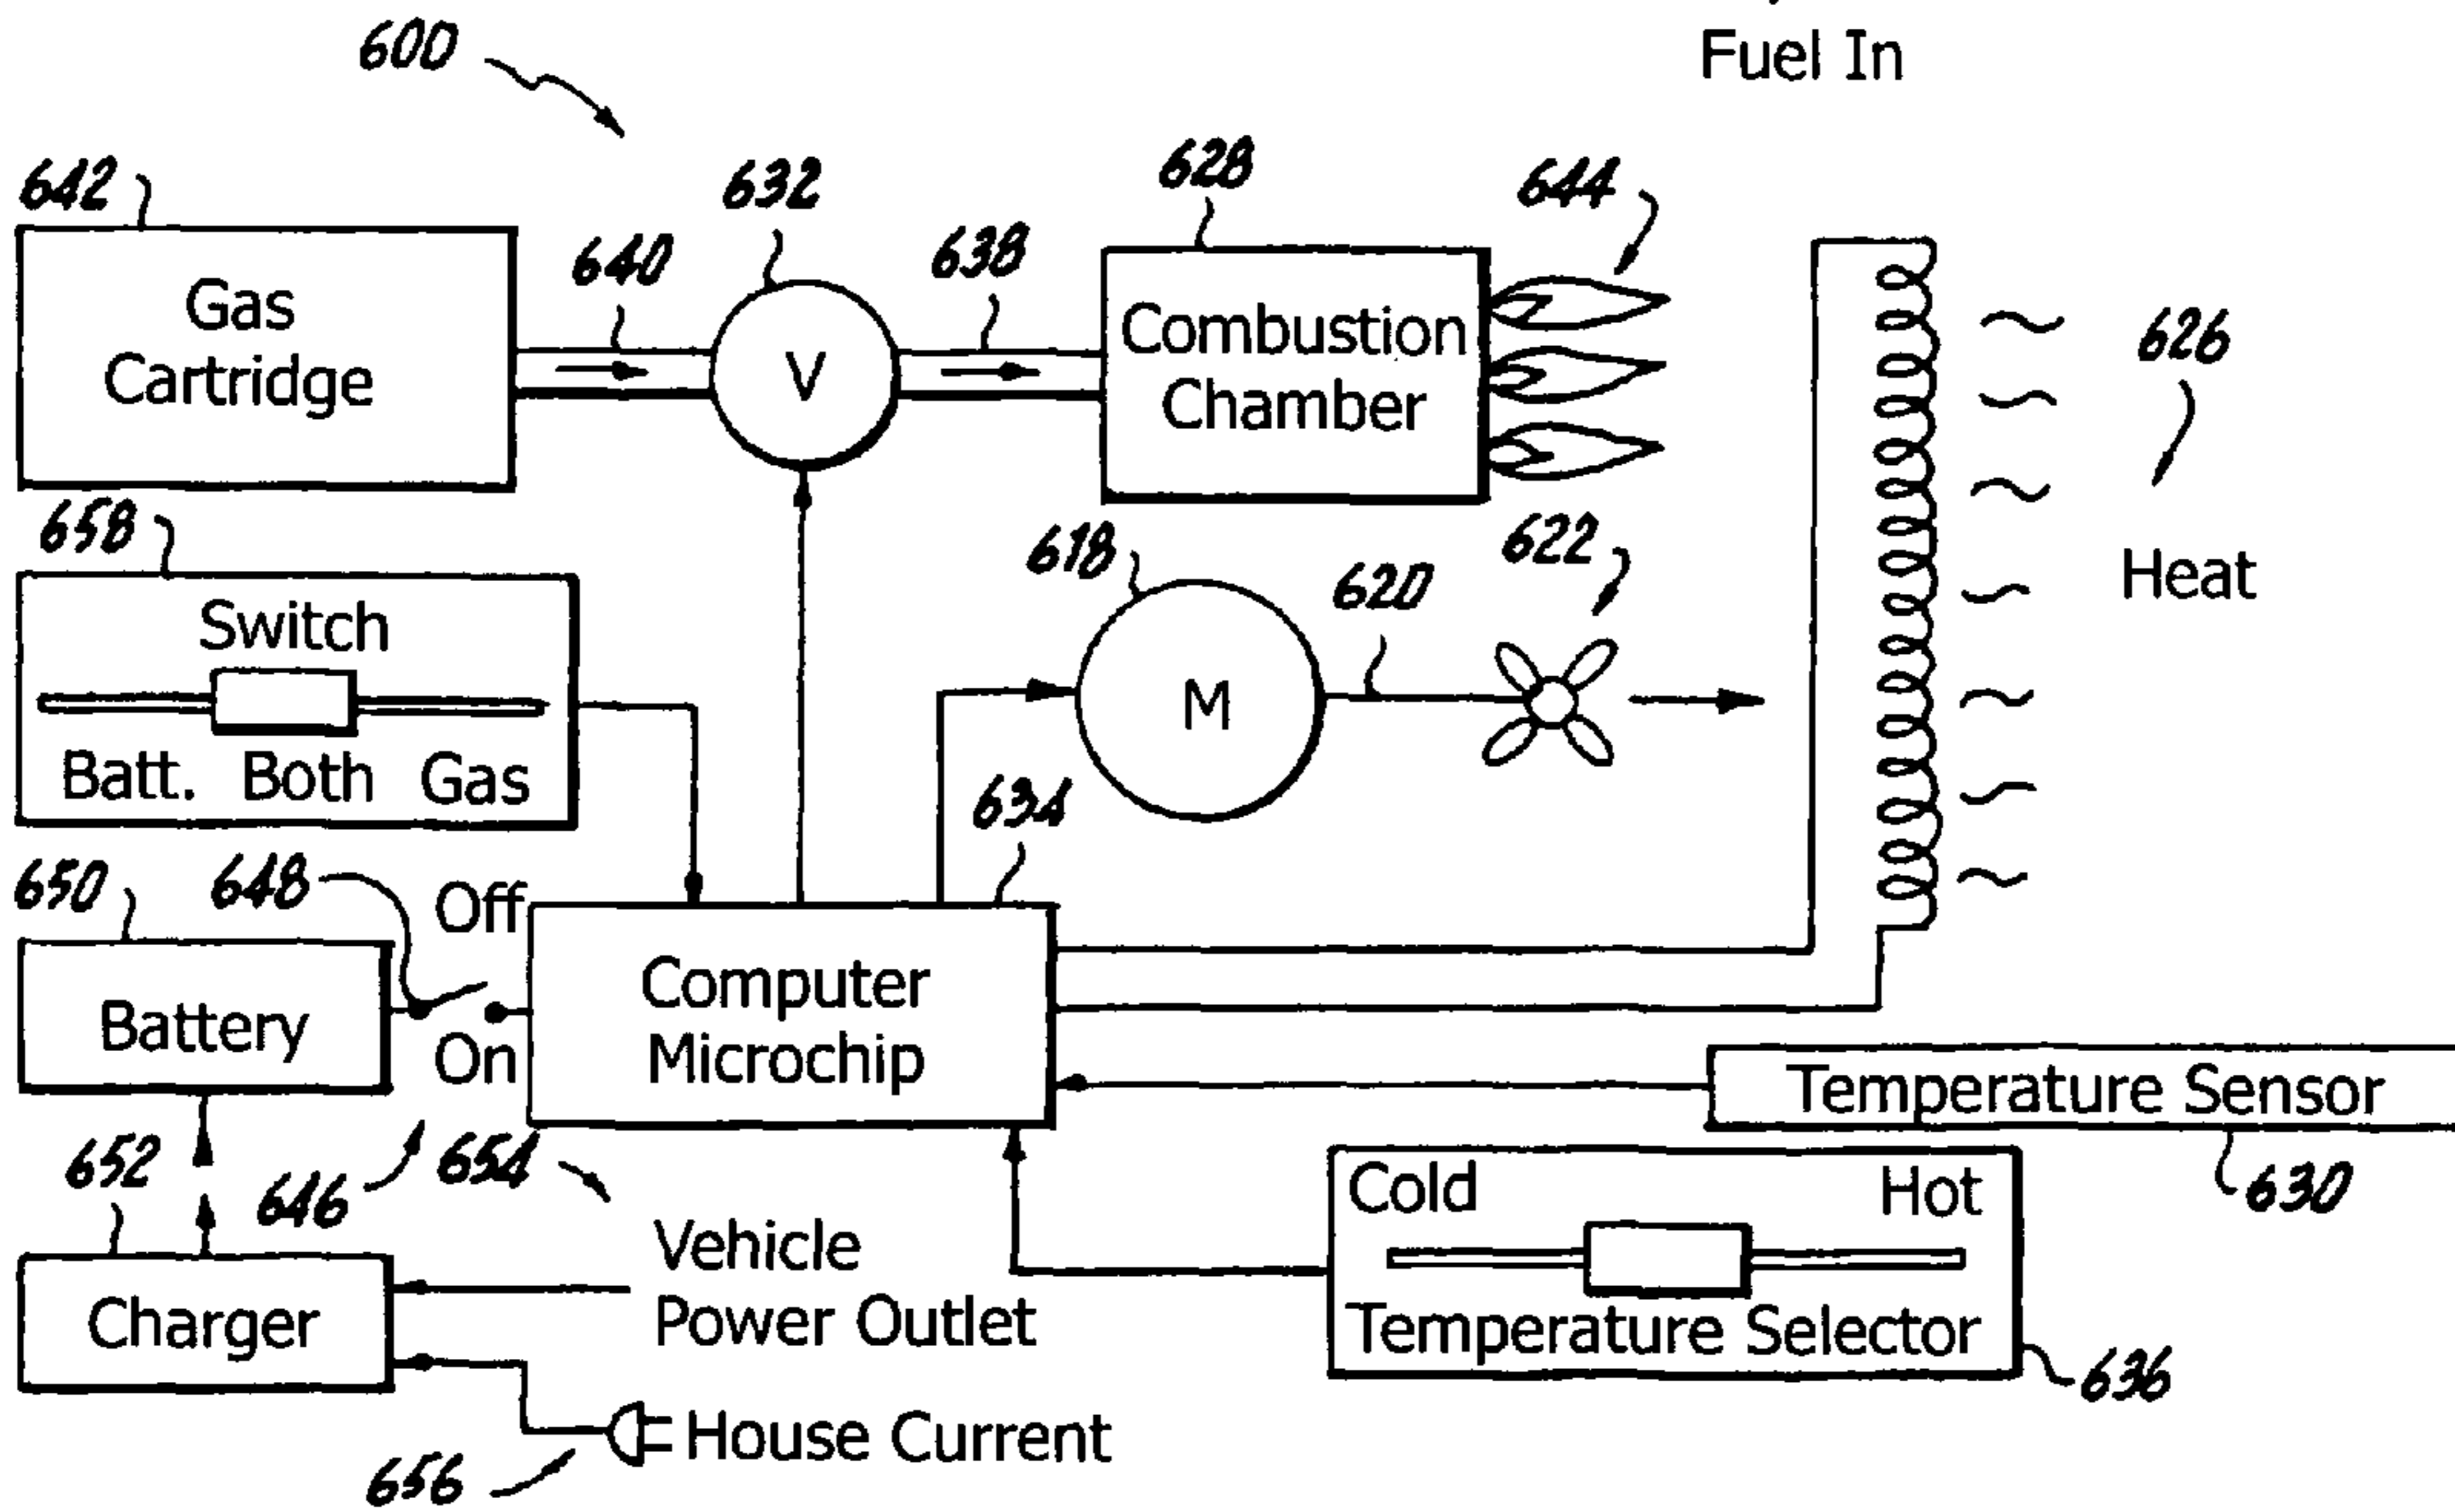 600
Fuel In
642
632
628
644
640
638
Gas
Cartridge
V
Combustion
Chamber
626
658
618
622
620
Heat
Switch
M
Batt. Both Gas
634
650
648
Off
Battery
On
Computer
Microchip
Temperature Sensor
652
646
654
630
Cold Hot
Temperature Selector
636
Charger
Vehicle
Power Outlet
House Current
656